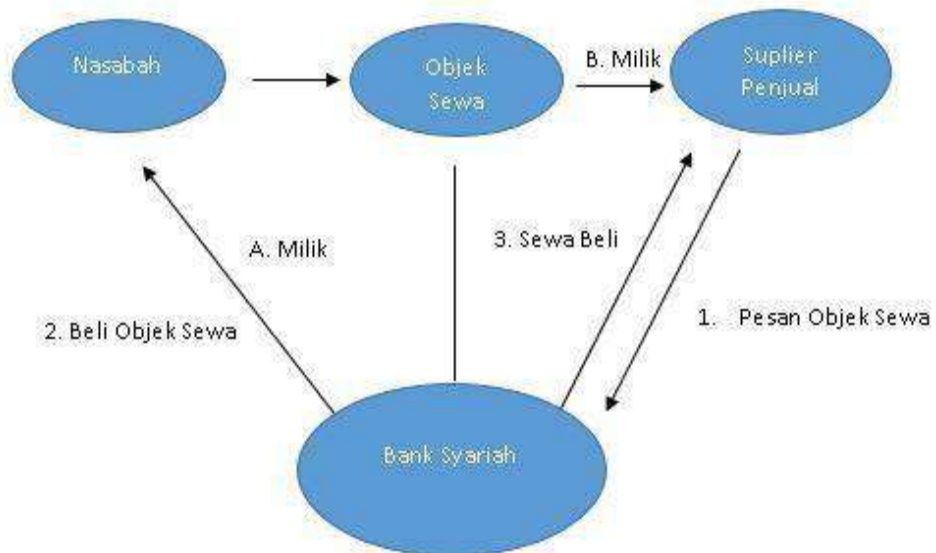 Nasabah
Objek
Sewa
B. Milik
Suplier
Penjual
A. Milik
3. Sewa Beli
2. Beli Objek Sewa
1. Pesan Objek Sewa
Bank Syariah